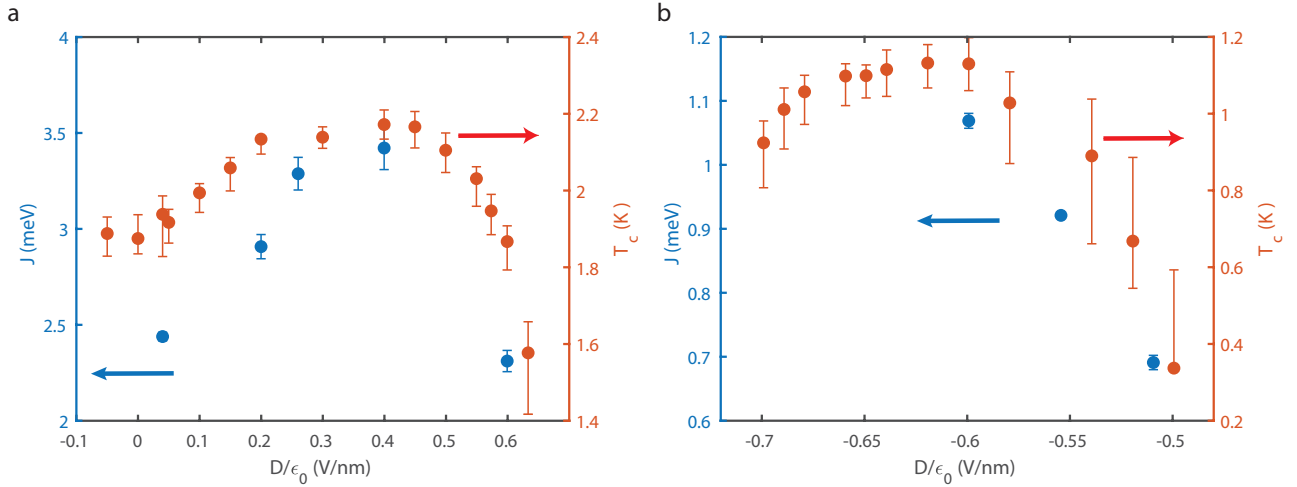 a
4
3.5
3
2.5
2
J (meV)
2.4
2.2
2
1.8
1.6
1.4
T_c (K)
-0.1 0 0.1 0.2 0.3 0.4 0.5 0.6
D/ϵ₀ (V/nm)
b
1.2
1.1
1
0.9
0.8
0.7
0.6
J (meV)
1.2
1
0.8
0.6
0.4
0.2
T_c (K)
-0.7 -0.65 -0.6 -0.55 -0.5
D/ϵ₀ (V/nm)